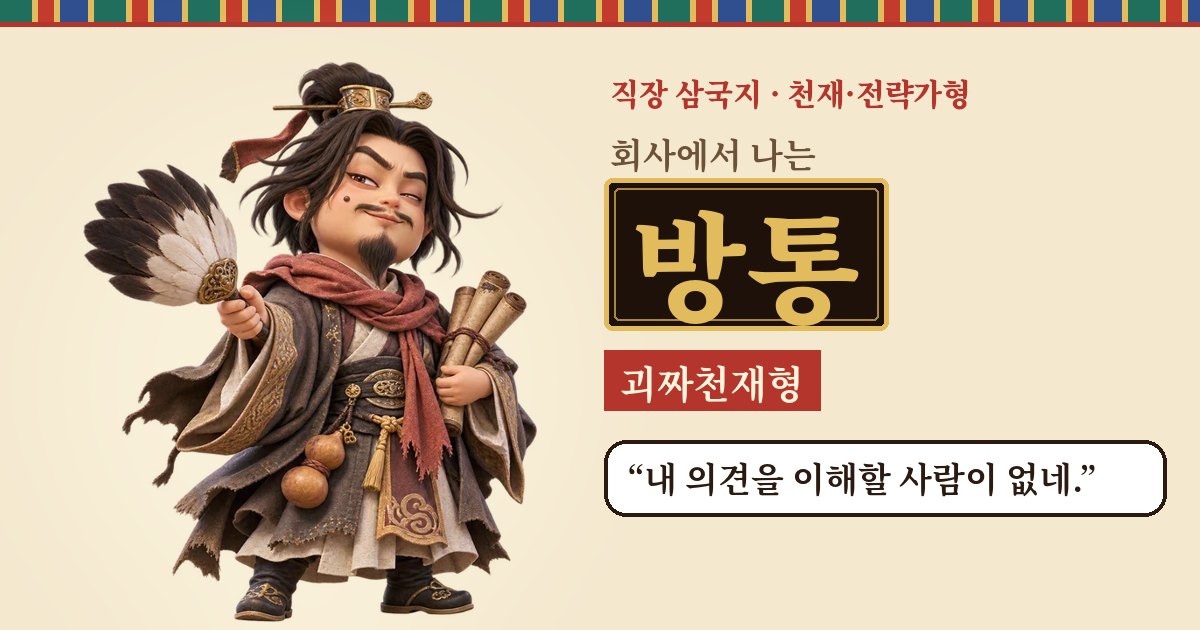 직장 삼국지 · 천재·전략가형
회사에서 나는
방통
괴짜천재형
“내 의견을 이해할 사람이 없네.”